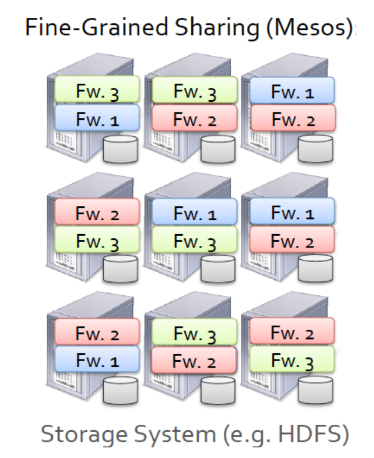 Fine-Grained Sharing (Mesos)
Fw. 3 Fw. 3 Fw. 1
Fw. 1 Fw. 2 Fw. 2
Fw. 2 Fw. 1 Fw. 1
Fw. 3 Fw. 3 Fw. 2
Fw. 2 Fw. 3 Fw. 2
Fw. 1 Fw. 2 Fw. 3
Storage System (e.g. HDFS)